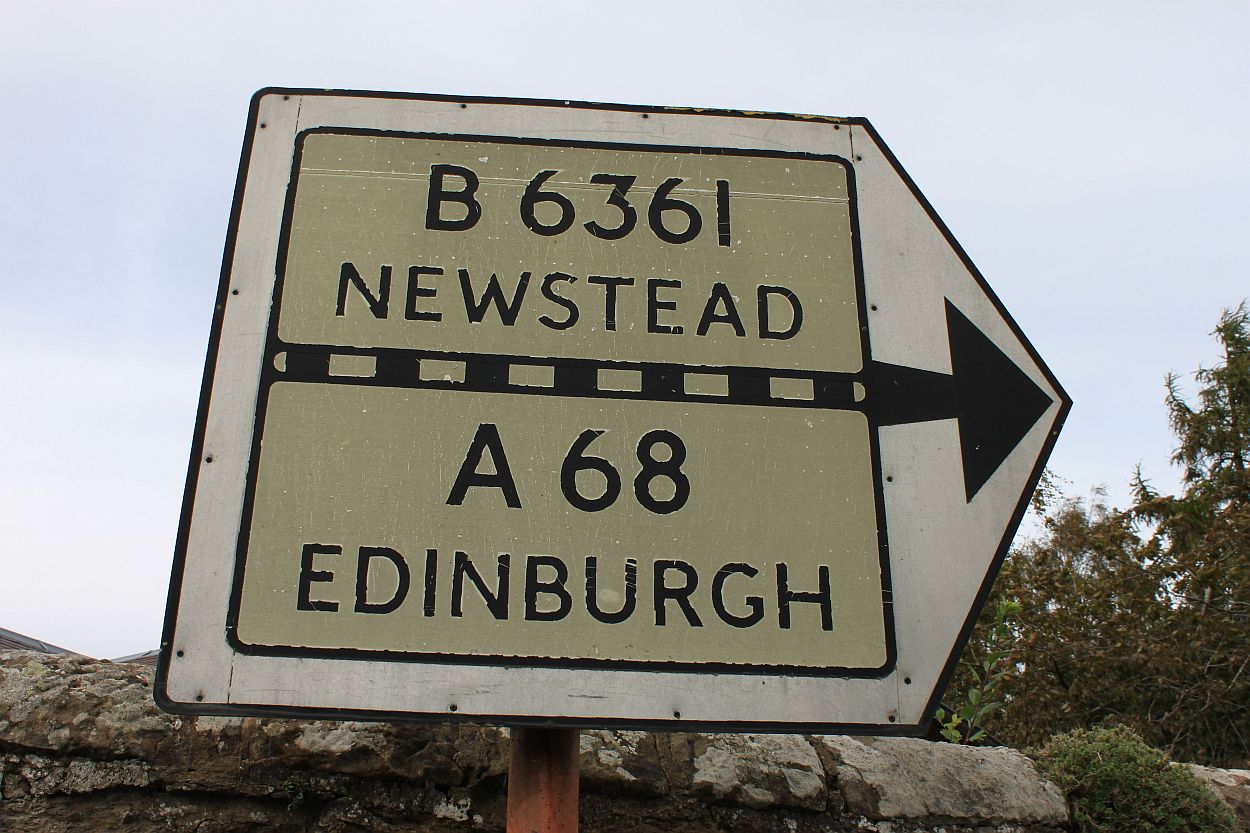 B 6361
NEWSTEAD
A 68
EDINBURGH